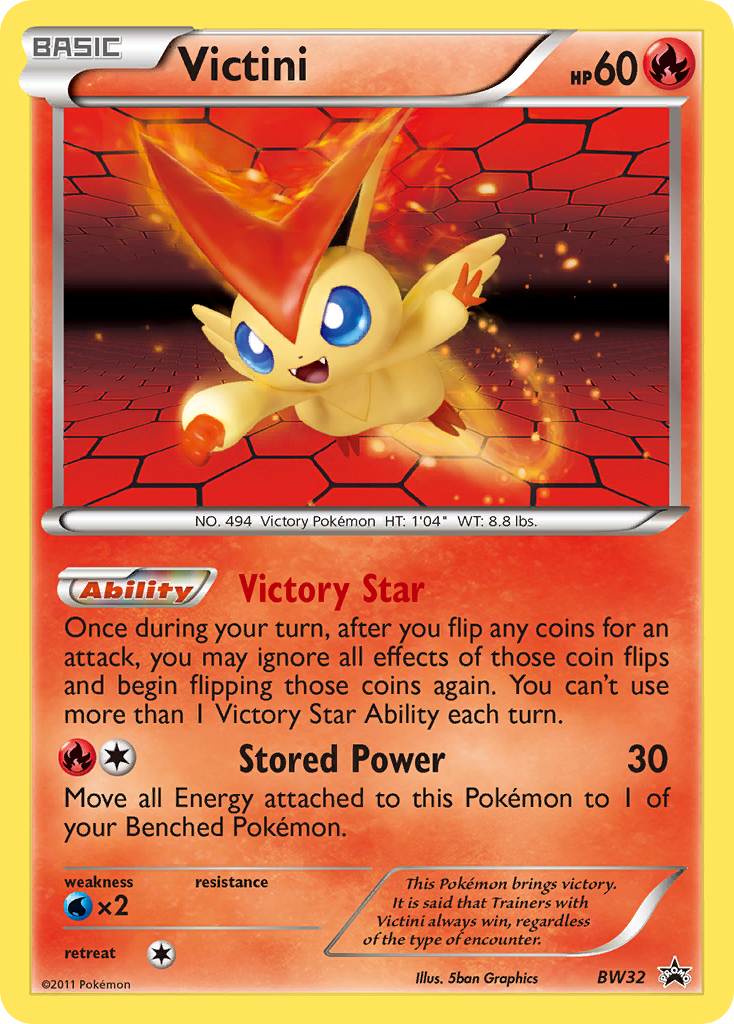 BASIC Victini HP60
NO. 494 Victory Pokémon HT: 1'04" WT: 8.8 lbs.
Ability Victory Star
Once during your turn, after you flip any coins for an
attack, you may ignore all effects of those coin flips
and begin flipping those coins again. You can't use
more than 1 Victory Star Ability each turn.
Stored Power 30
Move all Energy attached to this Pokémon to 1 of
your Benched Pokémon.
weakness resistance
×2
retreat
This Pokémon brings victory.
It is said that Trainers with
Victini always win, regardless
of the type of encounter.
©2011 Pokémon Illus. 5ban Graphics BW32 PROMO